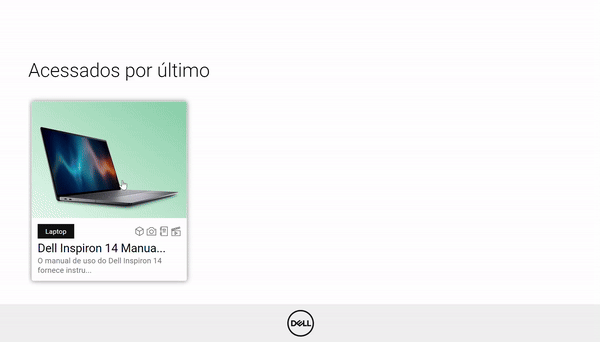 Acessados por último
Laptop
Dell Inspiron 14 Manua...
O manual de uso do Dell Inspiron 14
fornece instru...
DELL